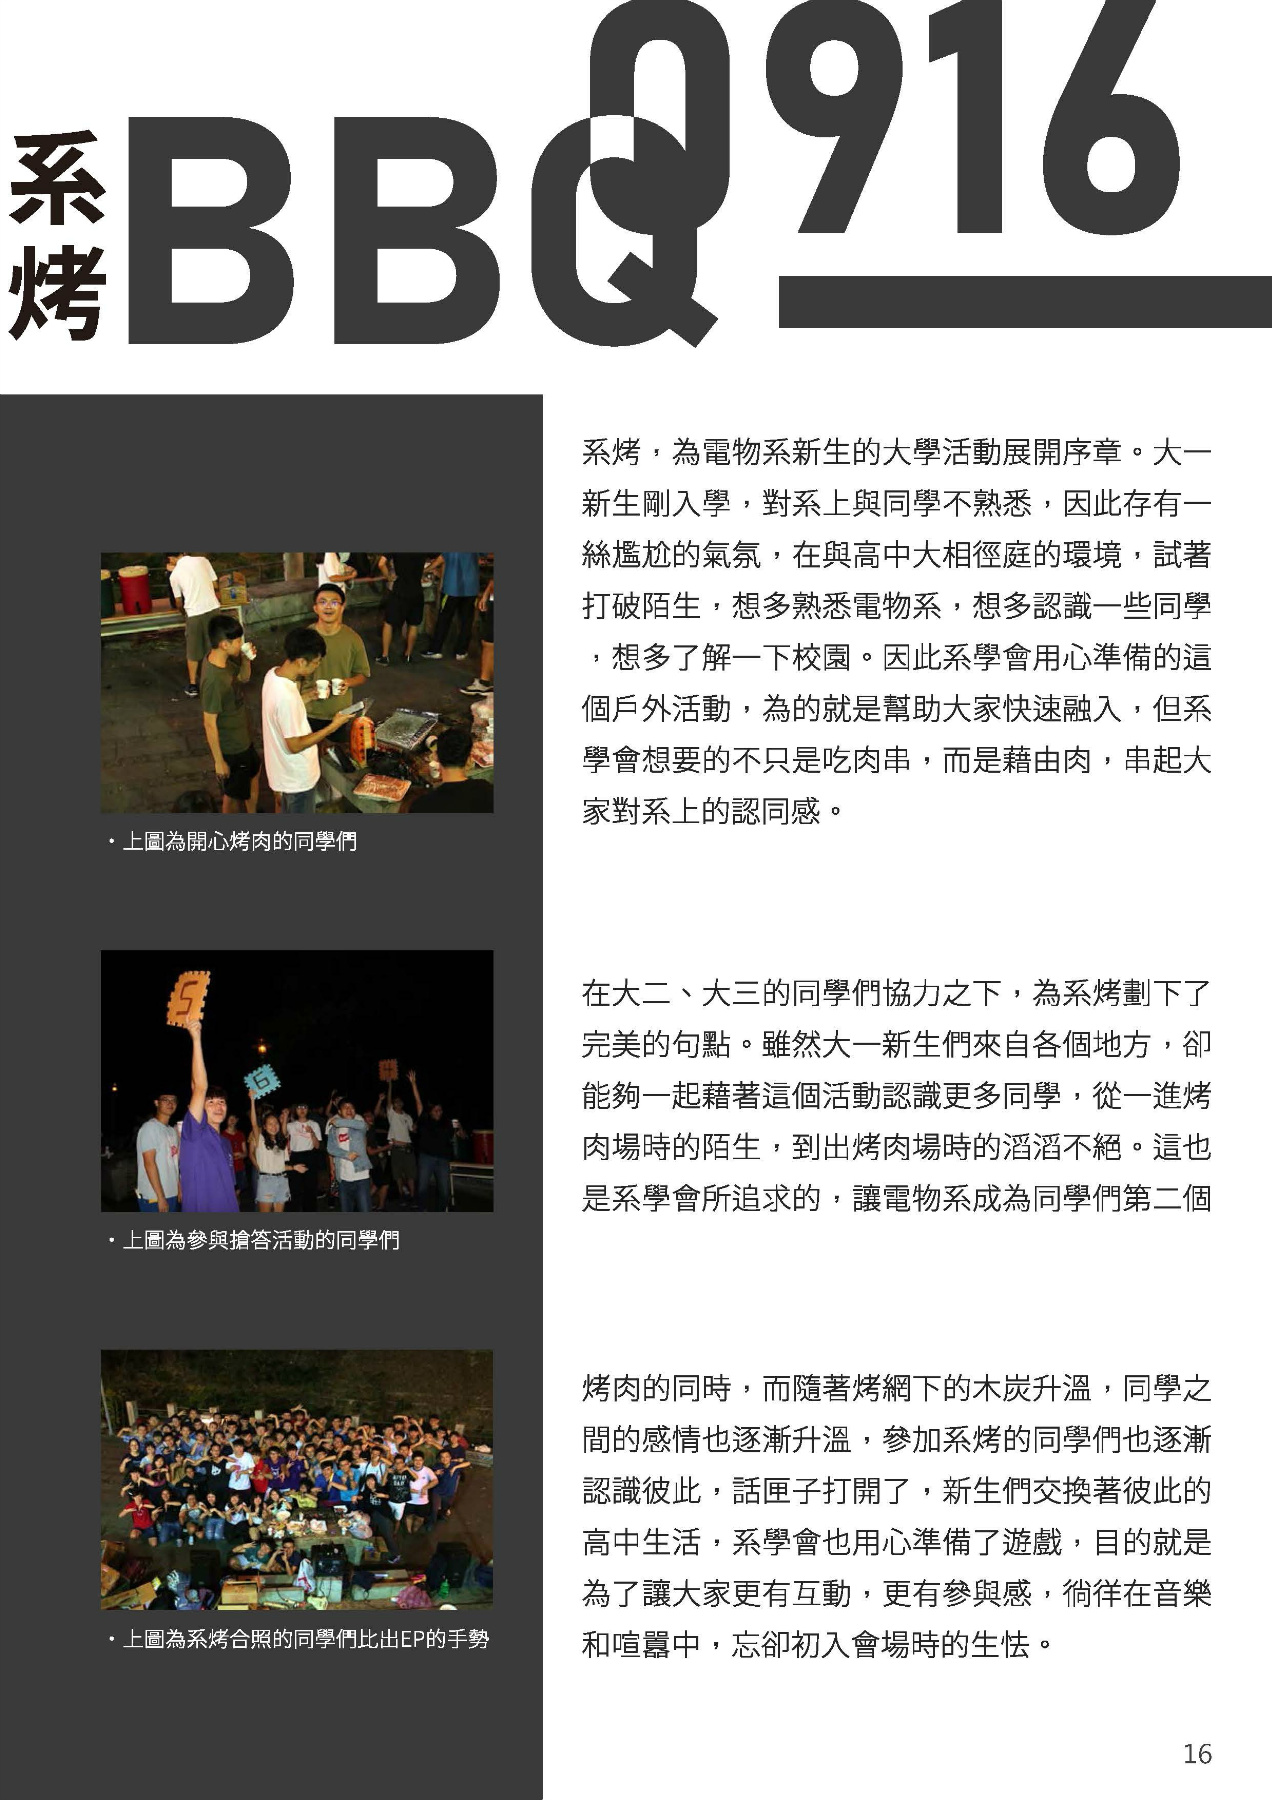 0916
系烤
BBQ
系烤，為電物系新生的大學活動展開序章。大一
新生剛入學，對系上與同學不熟悉，因此存有一
絲尷尬的氣氛，在與高中大相徑庭的環境，試著
打破陌生，想多熟悉電物系，想多認識一些同學
，想多了解一下校園。因此系學會用心準備的這
個戶外活動，為的就是幫助大家快速融入，但系
學會想要的不只是吃肉串，而是藉由肉，串起大
家對系上的認同感。
・上圖為開心烤肉的同學們
在大二、大三的同學們協力之下，為系烤劃下了
完美的句點。雖然大一新生們來自各個地方，卻
能夠一起藉著這個活動認識更多同學，從一進烤
肉場時的陌生，到出烤肉場時的滔滔不絕。這也
是系學會所追求的，讓電物系成為同學們第二個
5
6
4
・上圖為參與搶答活動的同學們
烤肉的同時，而隨著烤網下的木炭升溫，同學之
間的感情也逐漸升溫，參加系烤的同學們也逐漸
認識彼此，話匣子打開了，新生們交換著彼此的
高中生活，系學會也用心準備了遊戲，目的就是
為了讓大家更有互動，更有參與感，徜徉在音樂
和喧囂中，忘卻初入會場時的生怯。
・上圖為系烤合照的同學們比出EP的手勢
16